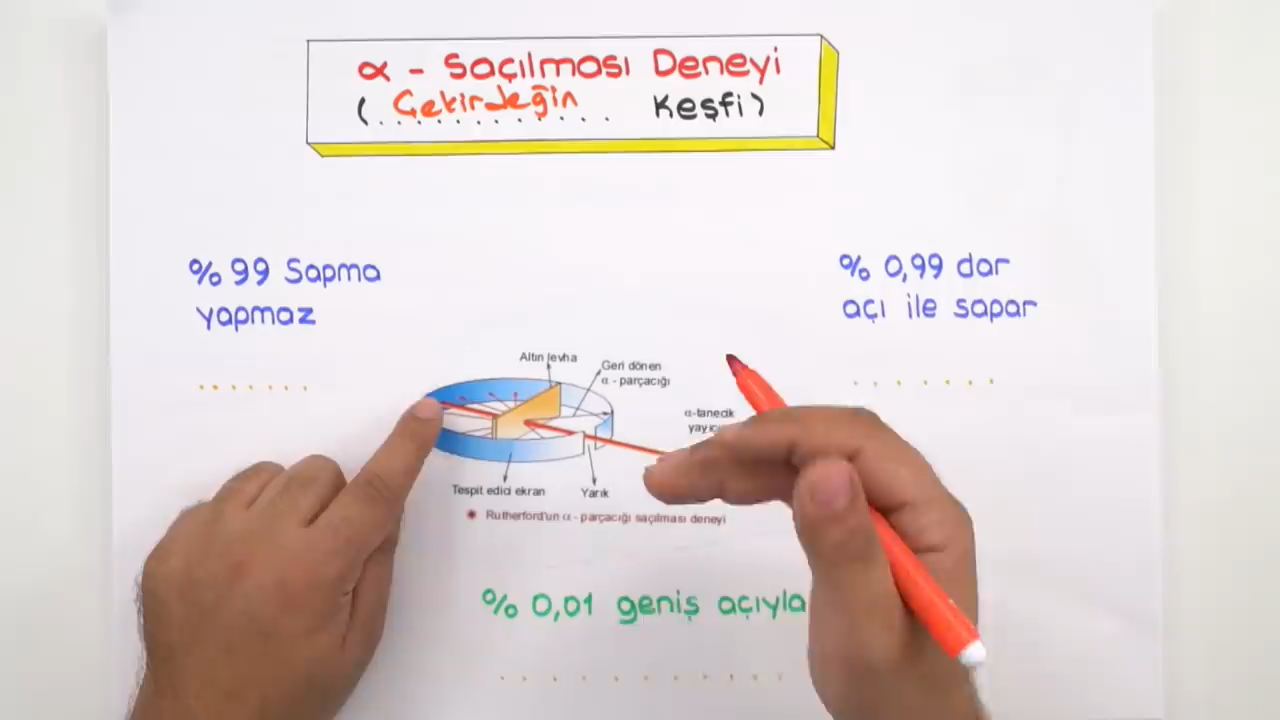 α - Saçılması Deneyi
(Çekirdeğin Keşfi)
% 99 Sapma
yapmaz
% 0,99 dar
açı ile sapar
Altın levha
Geri dönen
α - parçacığı
α-tanecik
Tespit edici ekran
Yarık
Rutherford'un α - parçacığı saçılması deneyi
% 0,01 geniş açıyla